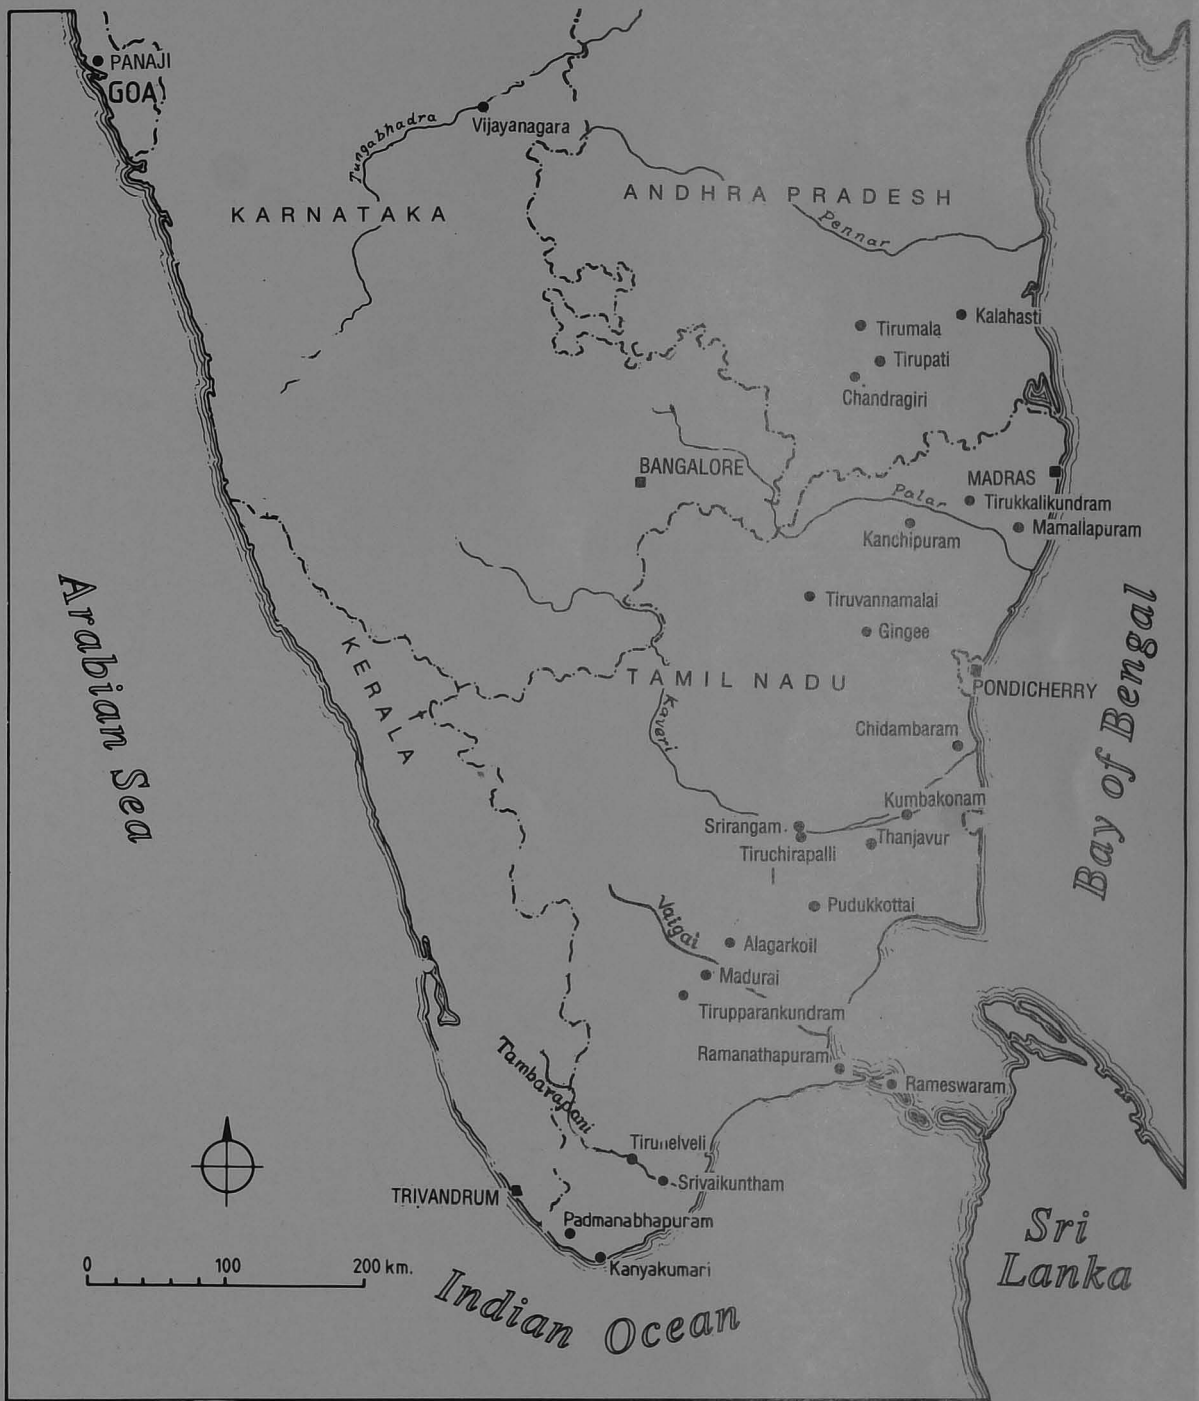 PANAJI
GOA
Tungabhadra
Vijayanagara
KARNATAKA
ANDHRA PRADESH
Pennar
Kalahasti
Tirumala
Tirupati
Chandragiri
BANGALORE
MADRAS
Palar
Tirukkalikundram
Mamallapuram
Kanchipuram
Tiruvannamalai
Gingee
Arabian Sea
KERALA
TAMIL NADU
PONDICHERRY
Bay of Bengal
Kaveri
Chidambaram
Kumbakonam
Srirangam
Thanjavur
Tiruchirapalli
Pudukkottai
Vaigai
Alagarkoil
Madurai
Tirupparankundram
Ramanathapuram
Rameswaram
Tambarapani
Tirunelveli
Srivaikuntham
TRIVANDRUM
Padmanabhapuram
Kanyakumari
Sri
Lanka
0 100 200 km.
Indian Ocean